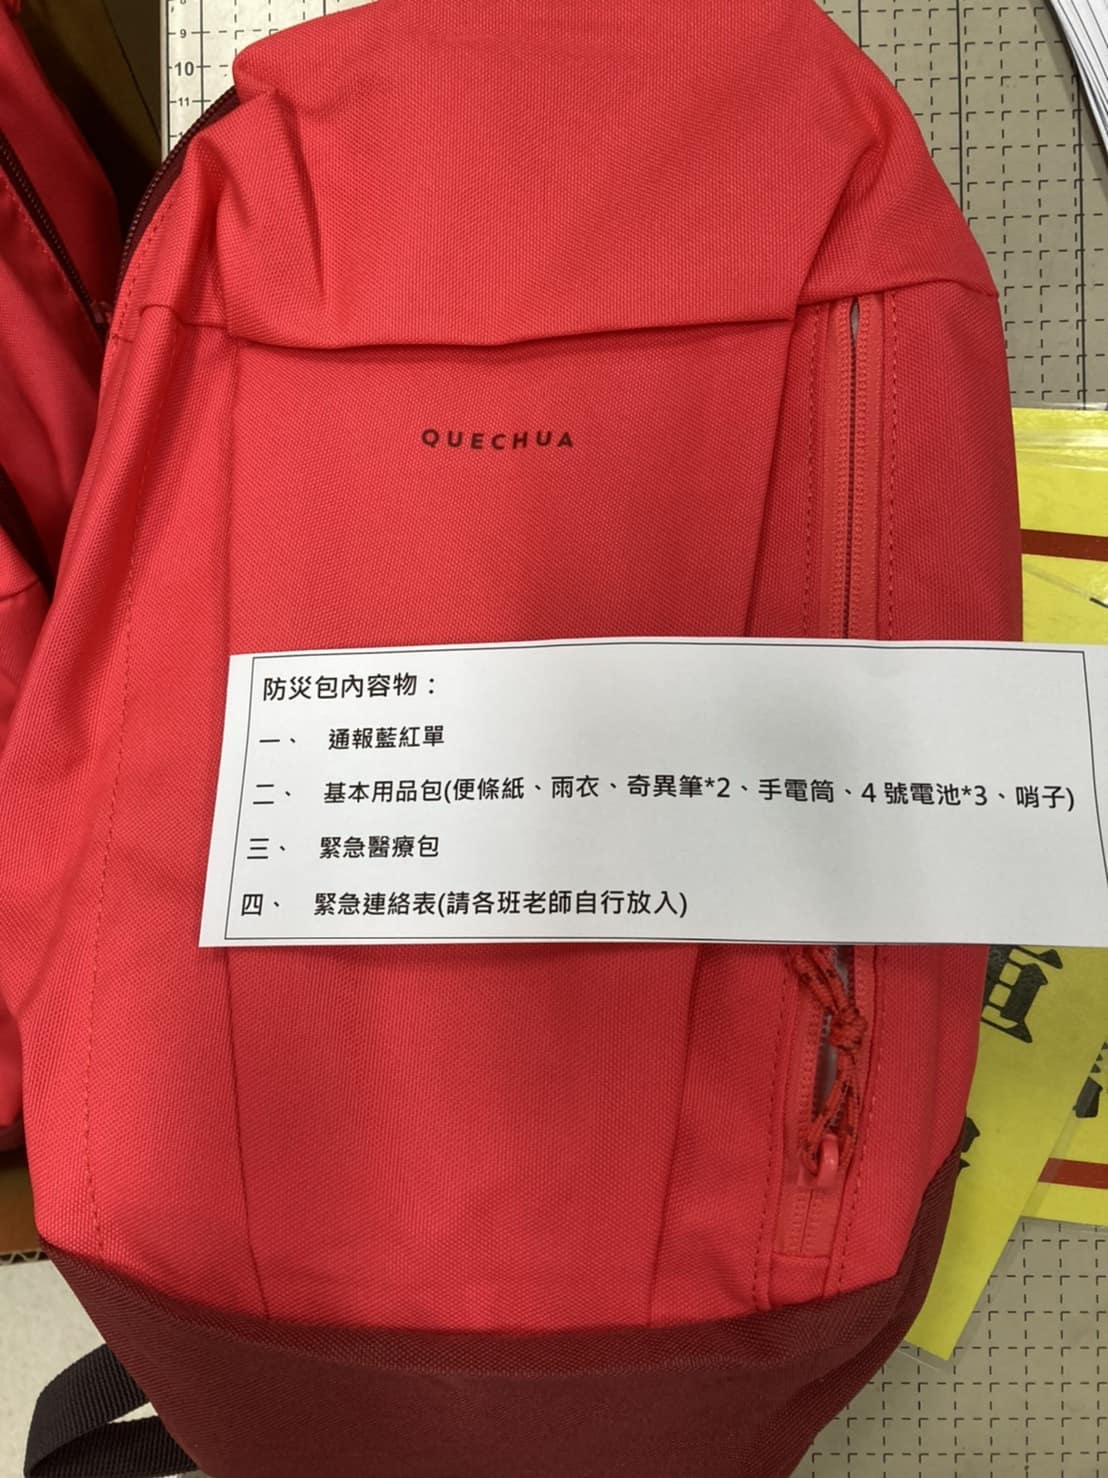 9
10
11
QUECHUA
防災包內容物：
一、 通報藍紅單
二、 基本用品包(便條紙、雨衣、奇異筆*2、手電筒、4 號電池*3、哨子)
三、 緊急醫療包
四、 緊急連絡表(請各班老師自行放入)